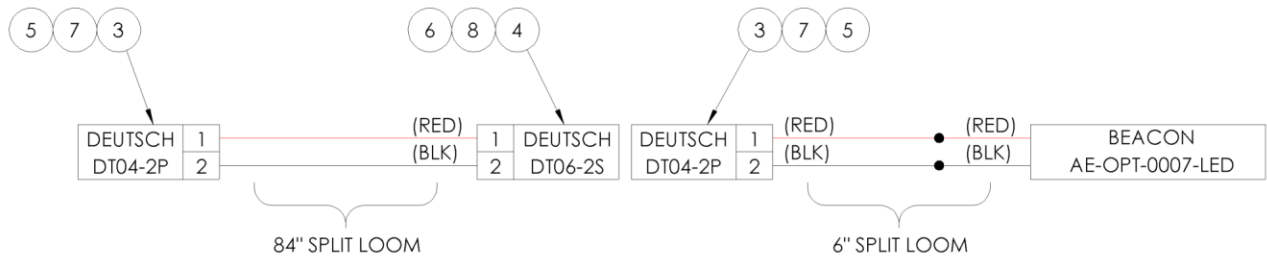 5 7 3
6 8 4
3 7 5
DEUTSCH 1
DT04-2P 2
(RED)
(BLK)
1 DEUTSCH
2 DT06-2S
DEUTSCH 1
DT04-2P 2
(RED) (RED)
(BLK) (BLK)
BEACON
AE-OPT-0007-LED
84" SPLIT LOOM
6" SPLIT LOOM